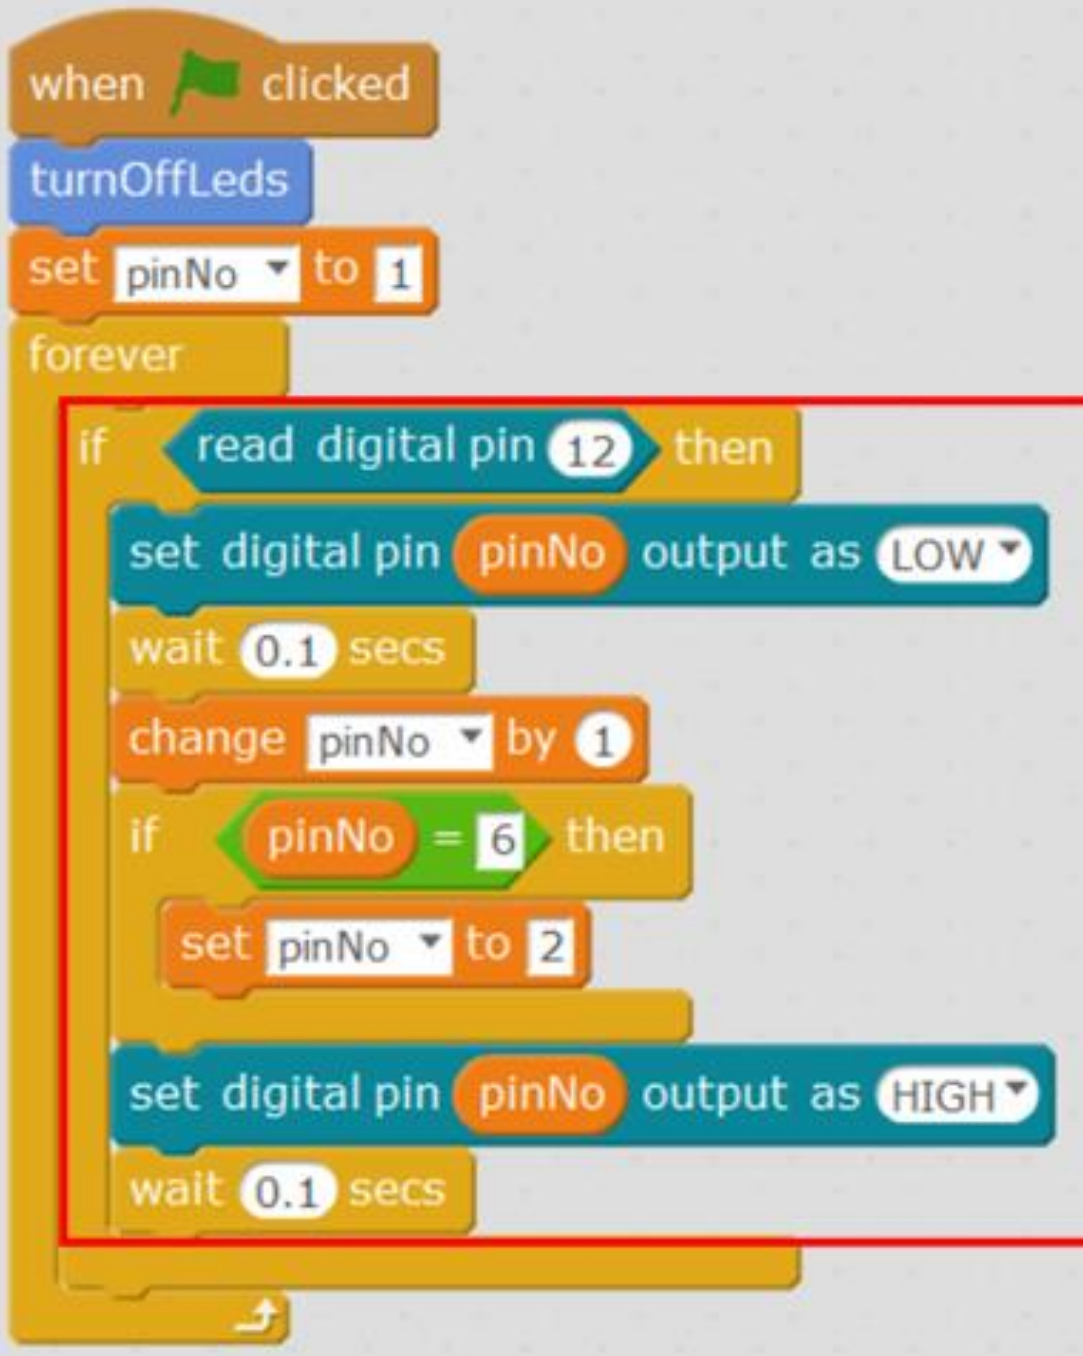 when clicked
turnOffLeds
set pinNo to 1
forever
if read digital pin 12 then
set digital pin pinNo output as LOW
wait 0.1 secs
change pinNo by 1
if pinNo = 6 then
set pinNo to 2
set digital pin pinNo output as HIGH
wait 0.1 secs